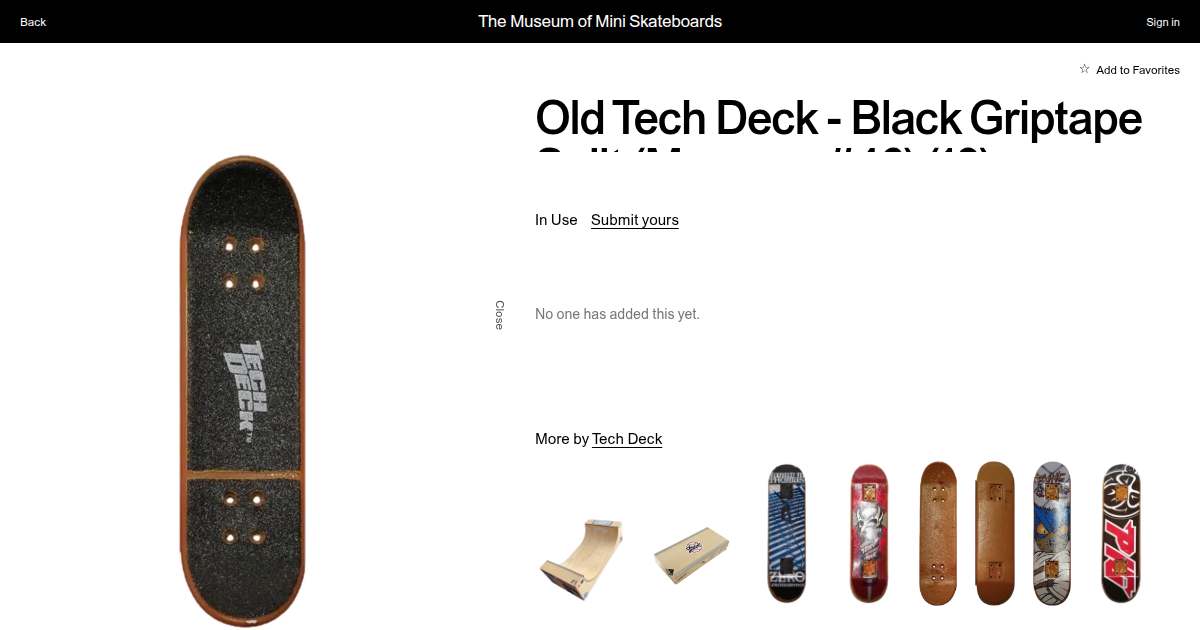 Back
The Museum of Mini Skateboards
Sign in
☆ Add to Favorites
Old Tech Deck - Black Griptape
In Use
Submit yours
Close
No one has added this yet.
TECH
DECK
More by Tech Deck
ZERO